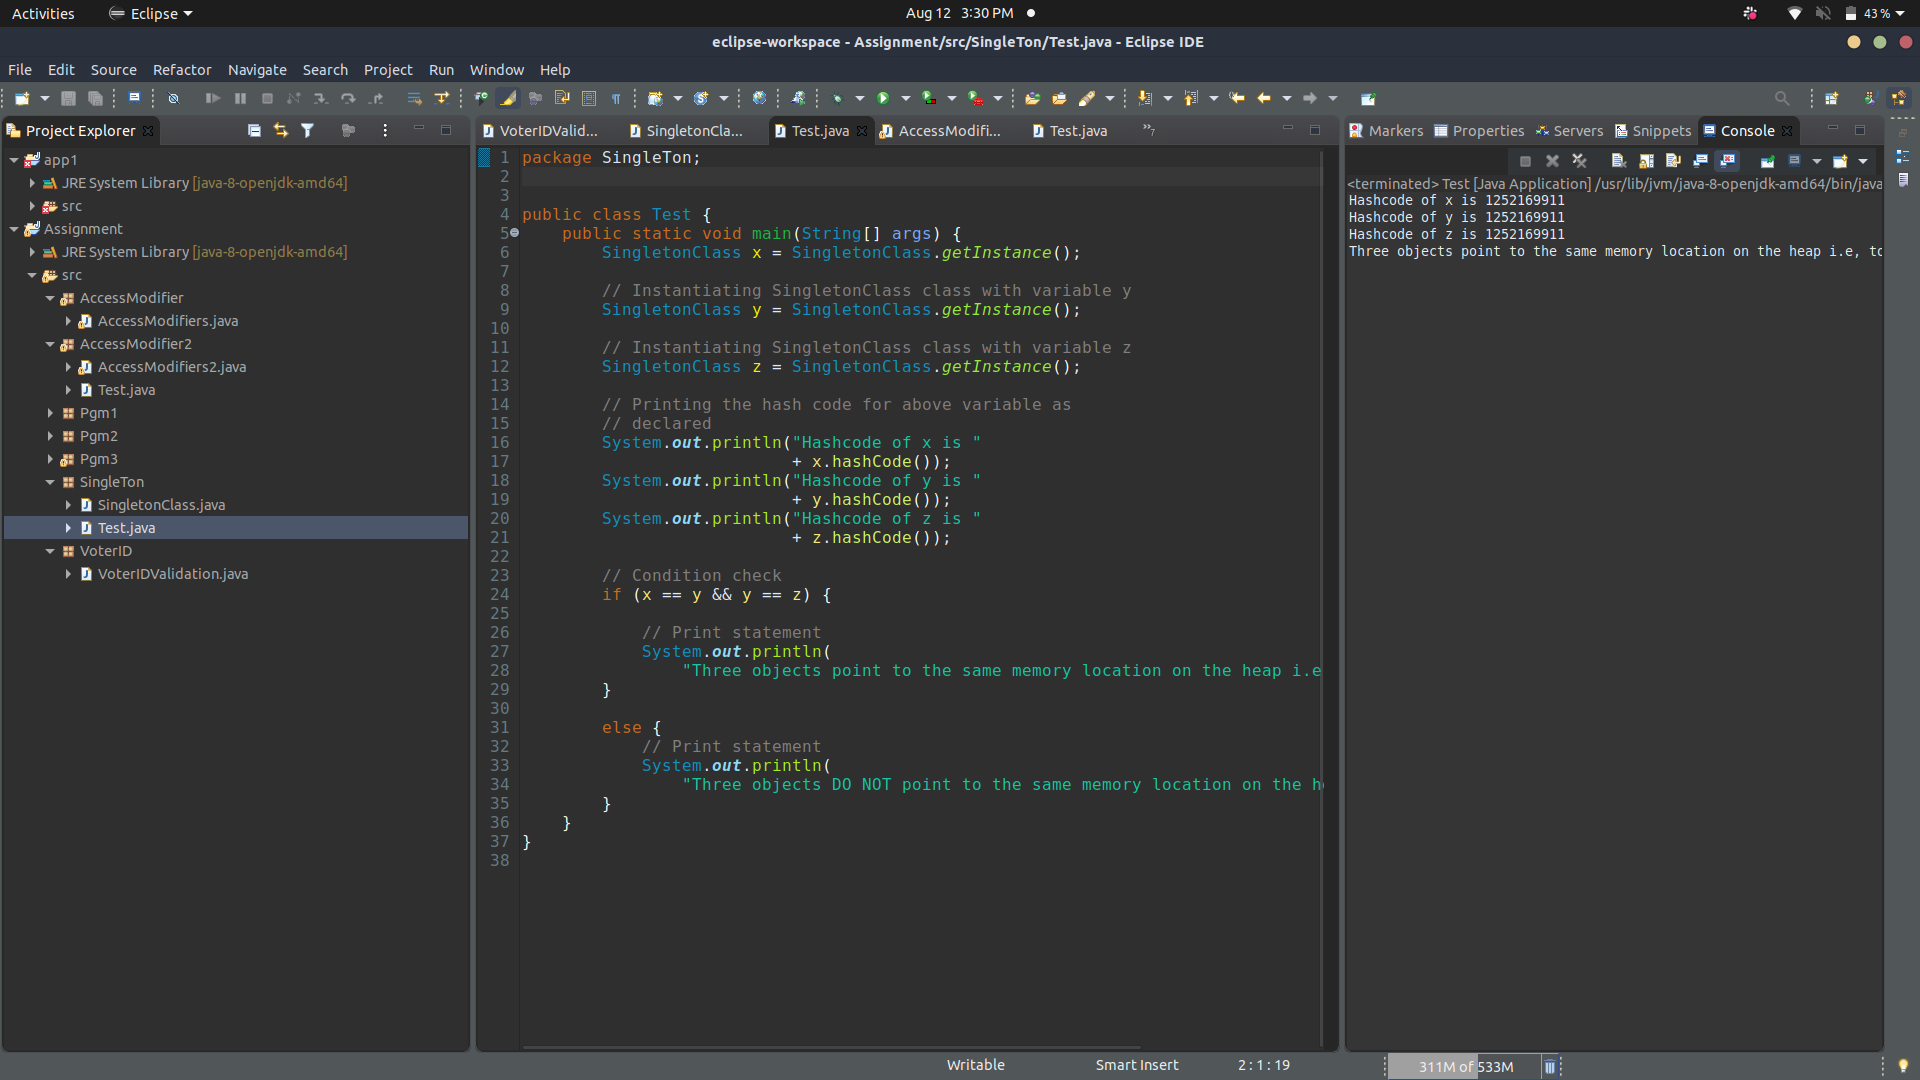 Activities Eclipse Aug 12 3:30 PM 43 %
eclipse-workspace - Assignment/src/SingleTon/Test.java - Eclipse IDE
File Edit Source Refactor Navigate Search Project Run Window Help
Project Explorer
app1
JRE System Library [java-8-openjdk-amd64]
src
Assignment
JRE System Library [java-8-openjdk-amd64]
src
AccessModifier
AccessModifiers.java
AccessModifier2
AccessModifiers2.java
Test.java
Pgm1
Pgm2
Pgm3
SingleTon
SingletonClass.java
Test.java
VoterID
VoterIDValidation.java
VoterIDValid... SingletonCla... Test.java AccessModifi... Test.java »7
1 package SingleTon;
2
3
4 public class Test {
5 public static void main(String[] args) {
6 SingletonClass x = SingletonClass.getInstance();
7
8 // Instantiating SingletonClass class with variable y
9 SingletonClass y = SingletonClass.getInstance();
10
11 // Instantiating SingletonClass class with variable z
12 SingletonClass z = SingletonClass.getInstance();
13
14 // Printing the hash code for above variable as
15 // declared
16 System.out.println("Hashcode of x is "
17 + x.hashCode());
18 System.out.println("Hashcode of y is "
19 + y.hashCode());
20 System.out.println("Hashcode of z is "
21 + z.hashCode());
22
23 // Condition check
24 if (x == y && y == z) {
25
26 // Print statement
27 System.out.println(
28 "Three objects point to the same memory location on the heap i.e
29 }
30
31 else {
32 // Print statement
33 System.out.println(
34 "Three objects DO NOT point to the same memory location on the he
35 }
36 }
37 }
38
Markers Properties Servers Snippets Console
<terminated> Test [Java Application] /usr/lib/jvm/java-8-openjdk-amd64/bin/java
Hashcode of x is 1252169911
Hashcode of y is 1252169911
Hashcode of z is 1252169911
Three objects point to the same memory location on the heap i.e, to
Writable Smart Insert 2 : 1 : 19 311M of 533M